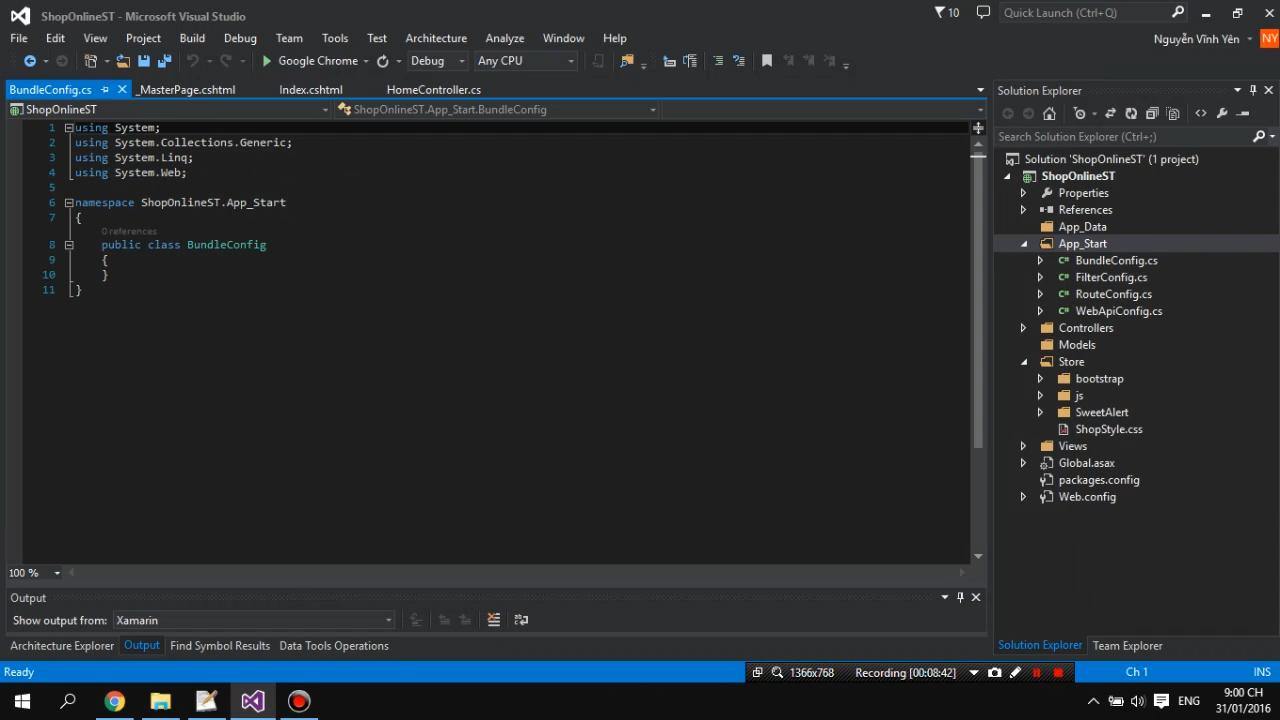 ShopOnlineST - Microsoft Visual Studio
10
Quick Launch (Ctrl+Q)
File Edit View Project Build Debug Team Tools Test Architecture Analyze Window Help
Nguyễn Vĩnh Yên NY
Google Chrome Debug Any CPU
BundleConfig.cs _MasterPage.cshtml Index.cshtml HomeController.cs
ShopOnlineST ShopOnlineST.App_Start.BundleConfig
1 using System;
2 using System.Collections.Generic;
3 using System.Linq;
4 using System.Web;
5
6 namespace ShopOnlineST.App_Start
7 {
0 references
8 public class BundleConfig
9 {
10 }
11 }
100 %
Solution Explorer
Search Solution Explorer (Ctrl+;)
Solution 'ShopOnlineST' (1 project)
ShopOnlineST
Properties
References
App_Data
App_Start
BundleConfig.cs
FilterConfig.cs
RouteConfig.cs
WebApiConfig.cs
Controllers
Models
Store
bootstrap
js
SweetAlert
ShopStyle.css
Views
Global.asax
packages.config
Web.config
Output
Show output from: Xamarin
Architecture Explorer Output Find Symbol Results Data Tools Operations
Solution Explorer Team Explorer
Ready
1366x768 Recording [00:08:42]
Ch 1 INS
ENG
9:00 CH
31/01/2016